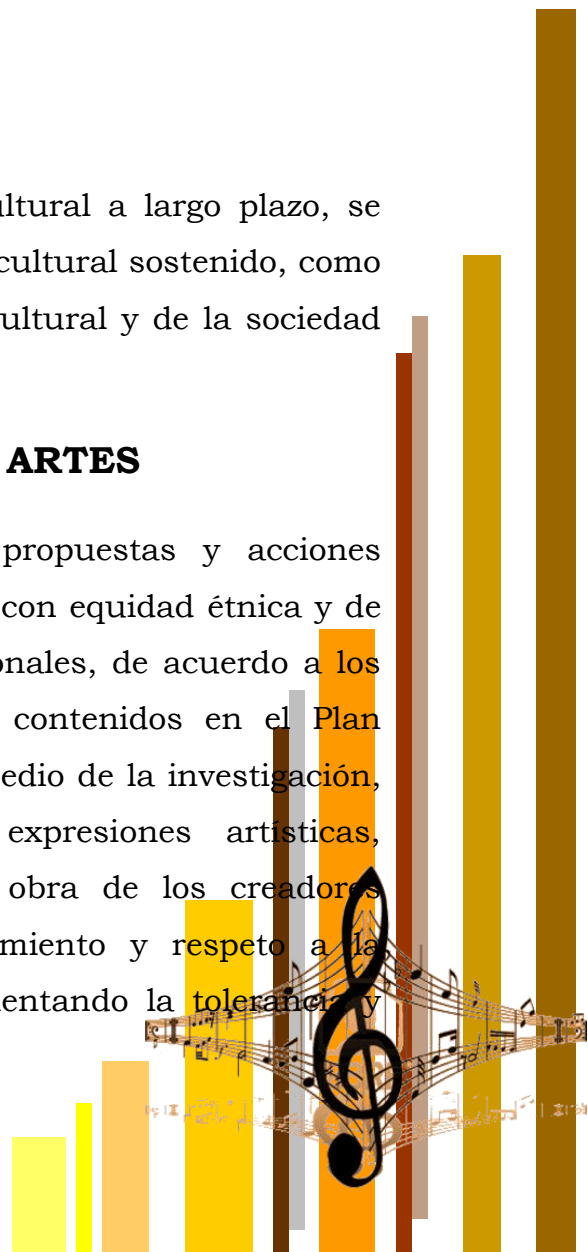 ultural a largo plazo, se
cultural sostenido, como
ultural y de la sociedad
ARTES
propuestas y acciones
con equidad étnica y de
onales, de acuerdo a los
contenidos en el Plan
edio de la investigación,
expresiones artísticas,
obra de los creadores
miento y respeto a la
entando la tolerancia y